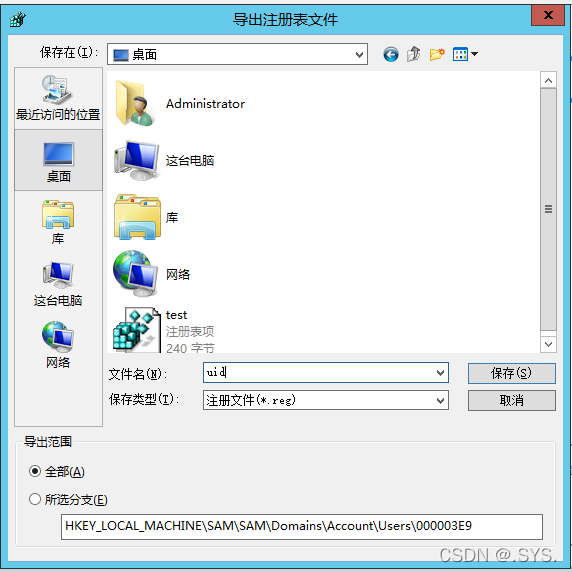 导出注册表文件
x
保存在(I):
桌面
最近访问的位置
桌面
库
这台电脑
网络
Administrator
这台电脑
库
网络
test
注册表项
240 字节
文件名(N):
uid
保存(S)
保存类型(T):
注册文件(*.reg)
取消
导出范围
全部(A)
所选分支(E)
HKEY_LOCAL_MACHINE\SAM\SAM\Domains\Account\Users\000003E9
CSDN @.SYS.